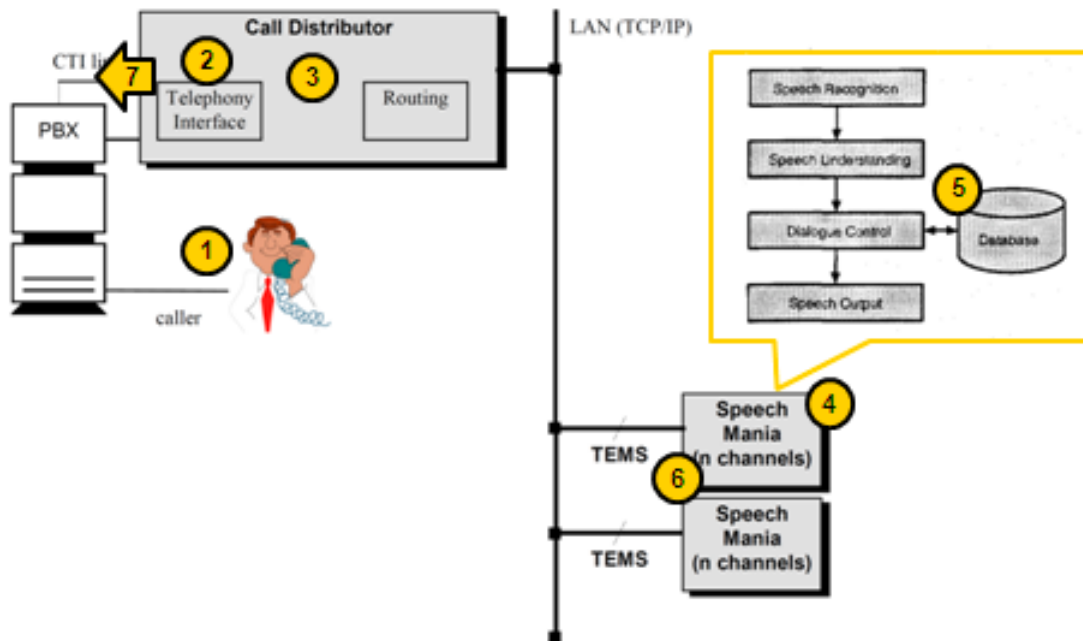 Call Distributor
LAN (TCP/IP)
CTI
7
2
3
Telephony
Interface
Routing
PBX
1
caller
Speech Recognition
Speech Understanding
5
Dialogue Control
Database
Speech Output
Speech
Mania
(n channels)
4
TEMS
6
Speech
Mania
(n channels)
TEMS